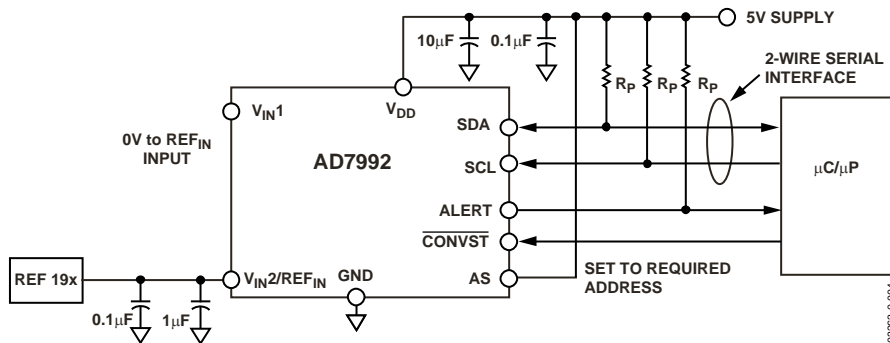 5V SUPPLY
10µF
0.1µF
2-WIRE SERIAL
INTERFACE
RP
RP
RP
VIN1
VDD
SDA
0V to REFIN
INPUT
AD7992
SCL
µC/µP
ALERT
CONVST
REF 19x
VIN2/REFIN
GND
AS
SET TO REQUIRED
ADDRESS
0.1µF
1µF